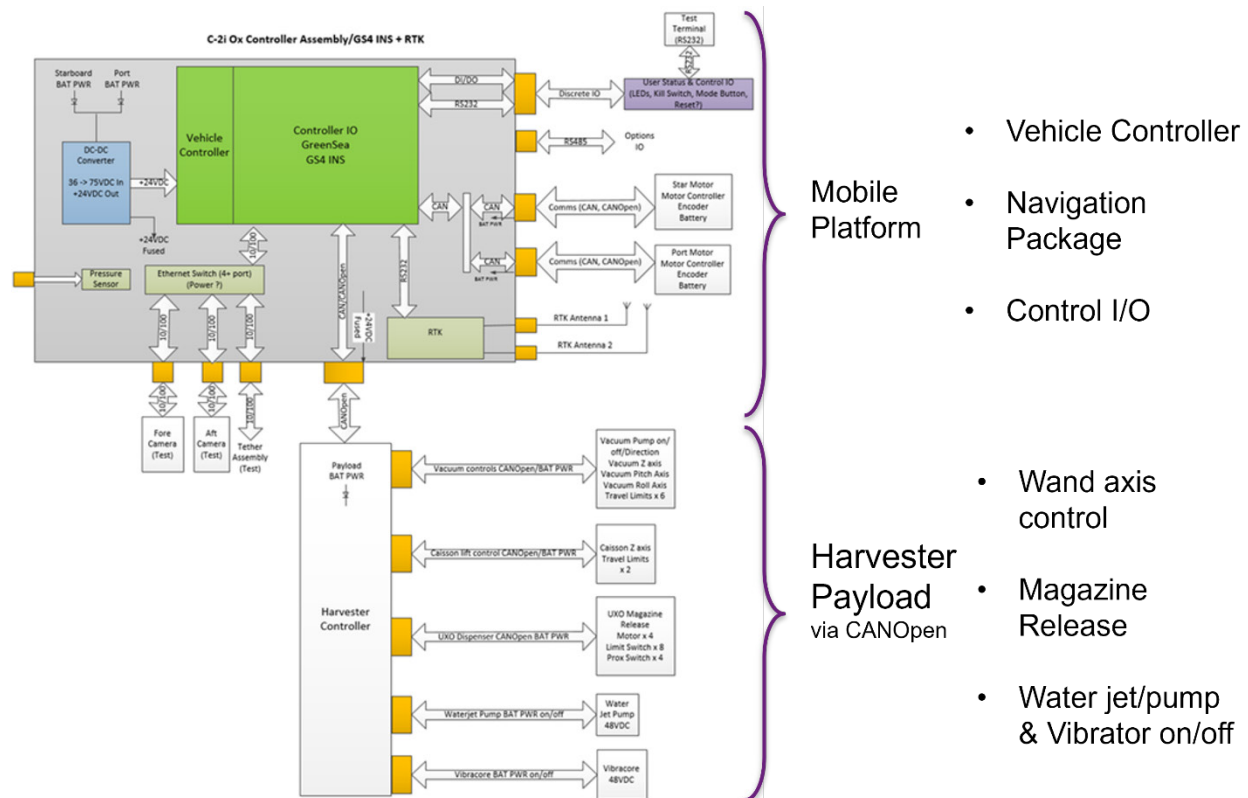 C-2i Ox Controller Assembly/GS4 INS + RTK
Test
Terminal
(RS232)
RS232
Starboard
BAT PWR
Port
BAT PWR
Vehicle
Controller
Controller IO
GreenSea
GS4 INS
DI/DO
RS232
Discrete IO
User Status & Control IO
(LEDs, Kill Switch, Mode Button,
Reset?)
DC-DC
Converter
36 -> 75VDC In
+24VDC Out
+24VDC
+24VDC
Fused
RS485
Options
IO
CAN
CAN
BAT PWR
Comms (CAN, CANOpen)
Star Motor
Motor Controller
Encoder
Battery
CAN
BAT PWR
Comms (CAN, CANOpen)
Port Motor
Motor Controller
Encoder
Battery
10/100
Pressure
Sensor
Ethernet Switch (4+ port)
(Power ?)
CAN/CANOpen
RS232
+24VDC
Fused
10/100
10/100
10/100
RTK
RTK Antenna 1
RTK Antenna 2
10/100
10/100
10/100
CANOpen
Fore
Camera
(Test)
Aft
Camera
(Test)
Tether
Assembly
(Test)
Payload
BAT PWR
Harvester
Controller
Vacuum controls CANOpen/BAT PWR
Vacuum Pump on/
off/Direction
Vacuum Z axis
Vacuum Pitch Axis
Vacuum Roll Axis
Travel Limits x 6
Caisson lift control CANOpen/BAT PWR
Caisson Z axis
Travel Limits
x 2
UXO Dispenser CANOpen BAT PWR
UXO Magazine
Release
Motor x 4
Limit Switch x 8
Prox Switch x 4
Waterjet Pump BAT PWR on/off
Water
Jet Pump
48VDC
Vibracore BAT PWR on/off
Vibracore
48VDC
Mobile
Platform
• Vehicle Controller
• Navigation
Package
• Control I/O
Harvester
Payload
via CANOpen
• Wand axis
control
• Magazine
Release
• Water jet/pump
& Vibrator on/off